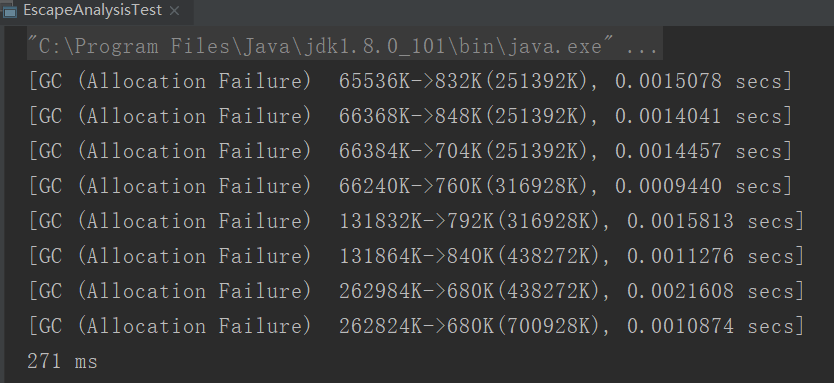 EscapeAnalysisTest ×
"C:\Program Files\Java\jdk1.8.0_101\bin\java.exe" ...
[GC (Allocation Failure)  65536K->832K(251392K), 0.0015078 secs]
[GC (Allocation Failure)  66368K->848K(251392K), 0.0014041 secs]
[GC (Allocation Failure)  66384K->704K(251392K), 0.0014457 secs]
[GC (Allocation Failure)  66240K->760K(316928K), 0.0009440 secs]
[GC (Allocation Failure)  131832K->792K(316928K), 0.0015813 secs]
[GC (Allocation Failure)  131864K->840K(438272K), 0.0011276 secs]
[GC (Allocation Failure)  262984K->680K(438272K), 0.0021608 secs]
[GC (Allocation Failure)  262824K->680K(700928K), 0.0010874 secs]
271 ms